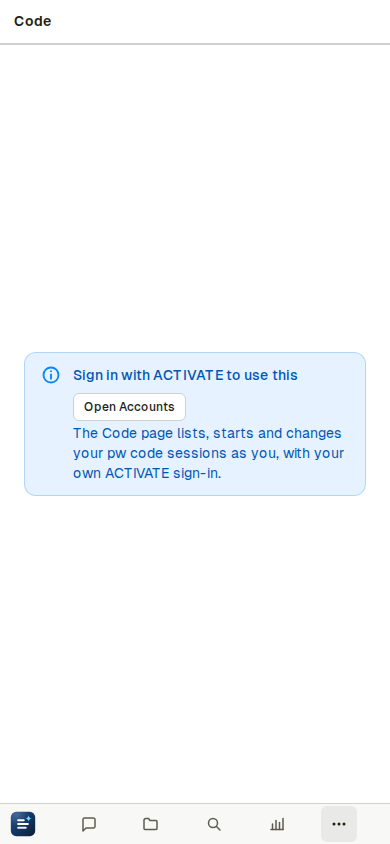 Code
Sign in with ACTIVATE to use this
Open Accounts
The Code page lists, starts and changes
your pw code sessions as you, with your
own ACTIVATE sign-in.